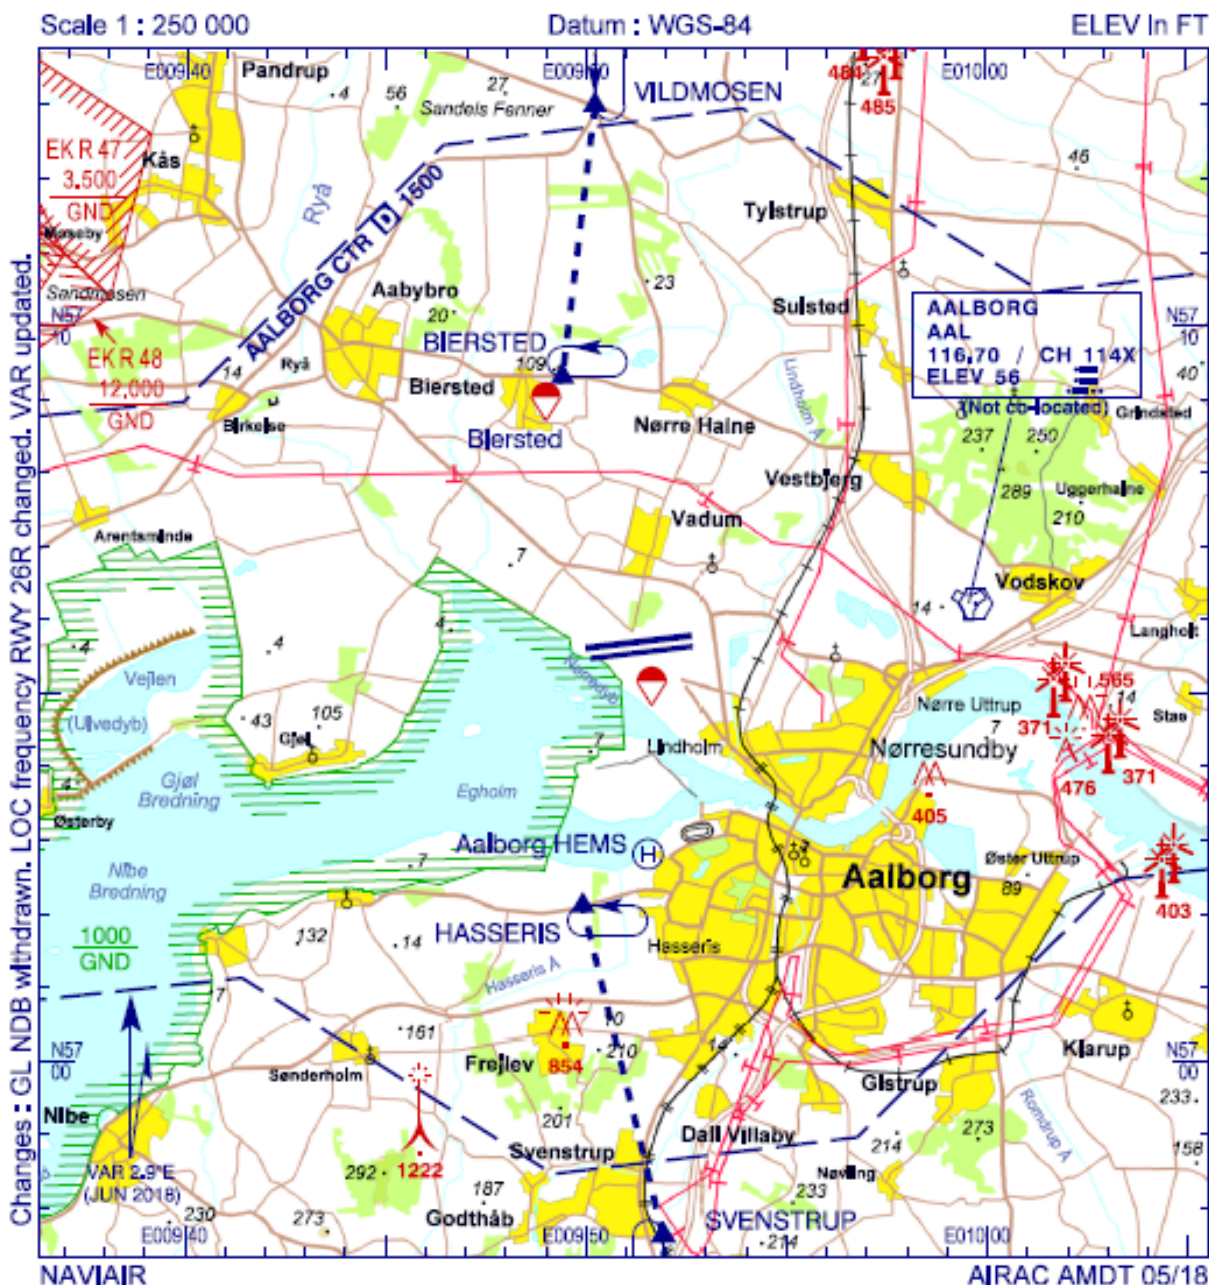 Scale 1 : 250 000
Datum : WGS-84
ELEV in FT
E009|40
E010|00
Pandrup
4
56
27
Sandels Fenner
VILDMOSEN
484
27
485
EK R 47
3.500
GND
Kås
Ryå
46
Moseby
AALBORG CTR D 1500
Tylstrup
Sandmosen
Aabybro
20
23
Sulsted
N57
10
AALBORG
AAL
116.70 / CH 114X
ELEV 56
(Not co-located)
N57
10
EK R 48
12.000
GND
14
Ryå
BIERSTED
109
Biersted
Lindholm Å
40
Birkelse
Biersted
Nørre Halne
Grindsted
237
250
Vestbjerg
289
Uggerhalne
210
Arentsminde
Vadum
7
Vodskov
14
4
4
4
Langholt
Vejlen
(Ulvedyb)
Nørredyb
565
14
43
105
Gjøl
7
Lindholm
Nørre Uttrup
7
371
Stae
Nørresundby
4
Gjøl
Bredning
Egholm
476
371
405
Østerby
Aalborg HEMS
H
Nibe
Bredning
7
Aalborg
Øster Uttrup
89
403
1000
GND
HASSERIS
132
14
Hasseris
Hasseris Å
7
161
10
210
14
N57
00
Frejlev
854
Klarup
N57
00
Sønderholm
Gistrup
233
Nibe
201
Romdrup Å
Svenstrup
Dall Villaby
214
273
158
VAR 2.9°E
(JUN 2018)
292
1222
Nøvling
187
233
230
273
Godthåb
SVENSTRUP
214
E009|40
E009|50
E010|00
NAVIAIR
AIRAC AMDT 05/18
Changes : GL NDB withdrawn. LOC frequency RWY 26R changed. VAR updated.